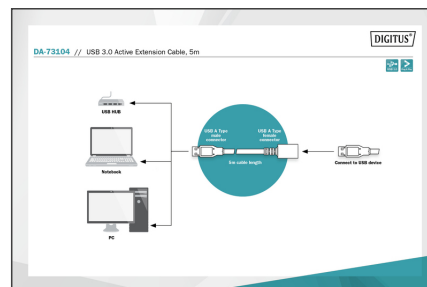 DIGITUS®
DA-73104 // USB 3.0 Active Extension Cable, 5m
USB HUB
USB A Type
male
connector
USB A Type
female
connector
5m cable length
Notebook
Connect to USB device
PC